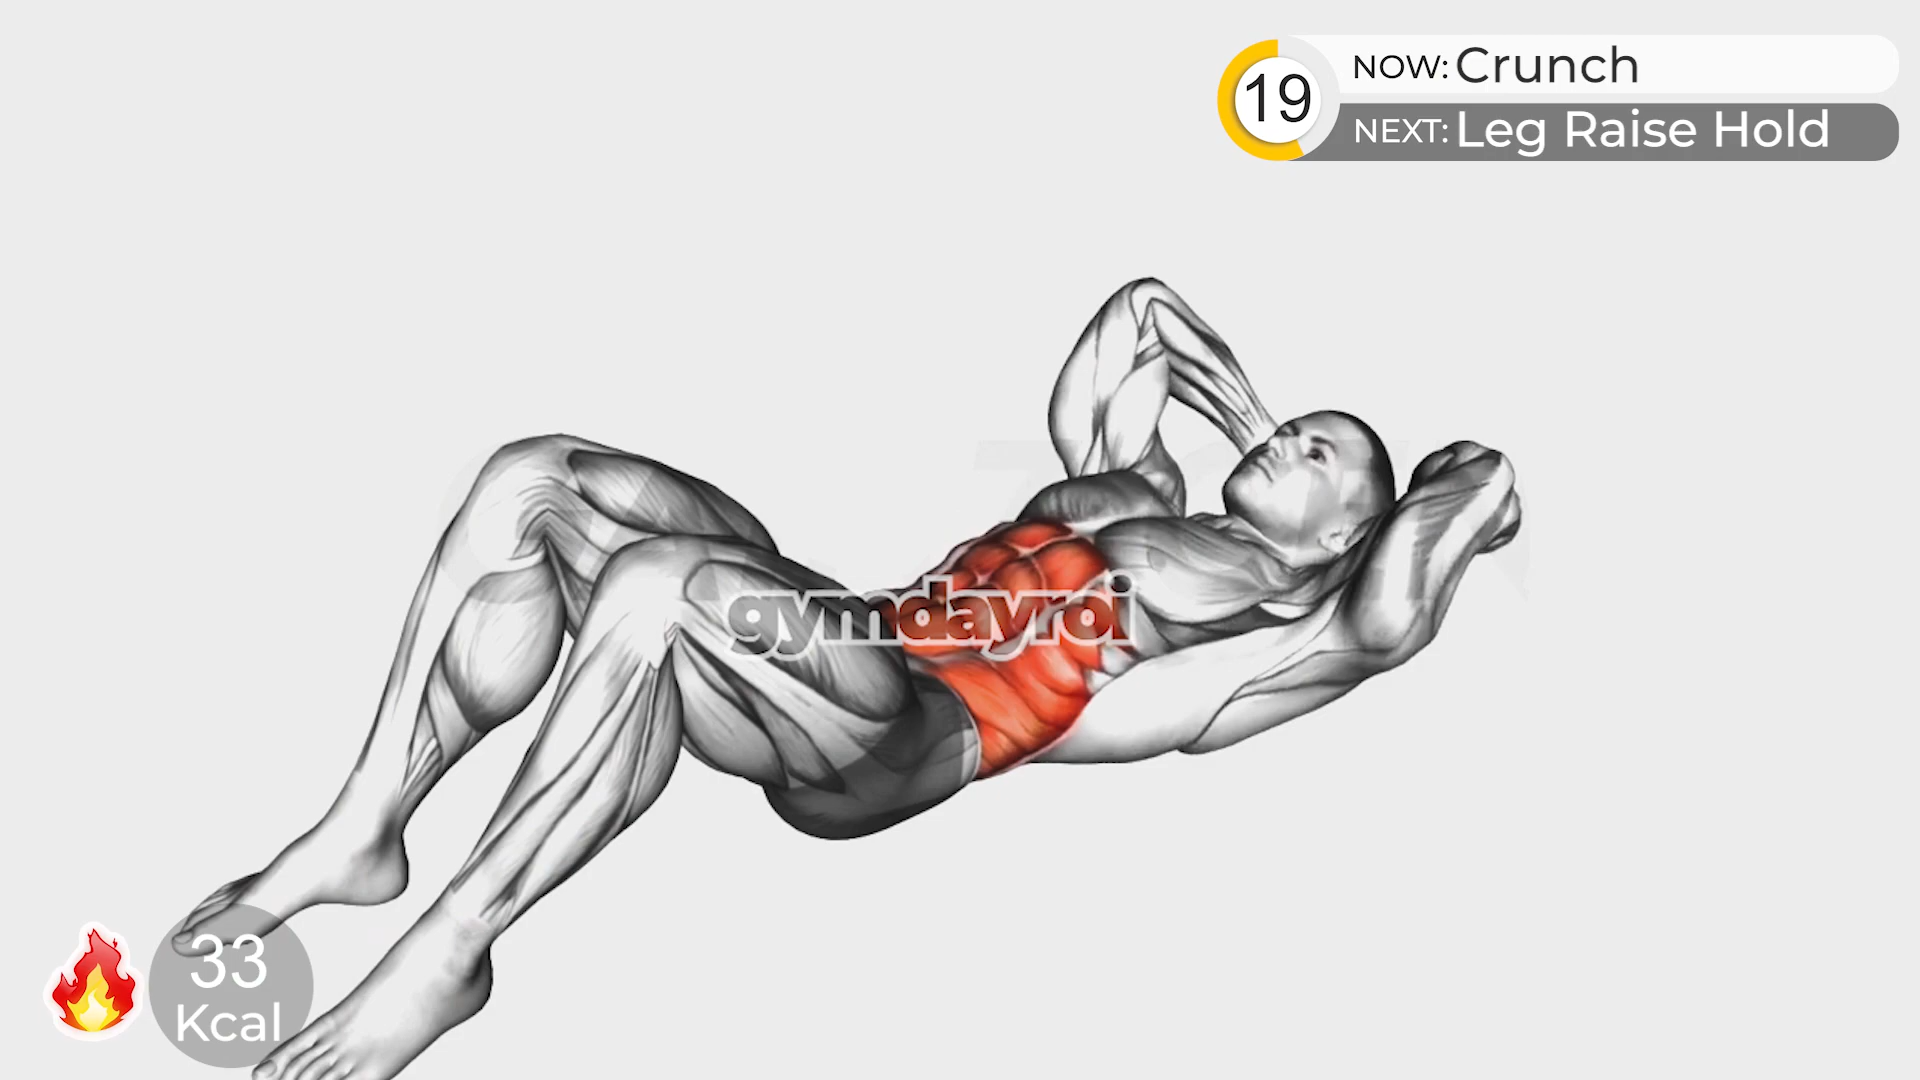 19
NOW: Crunch
NEXT: Leg Raise Hold
gymdayroi
33
Kcal